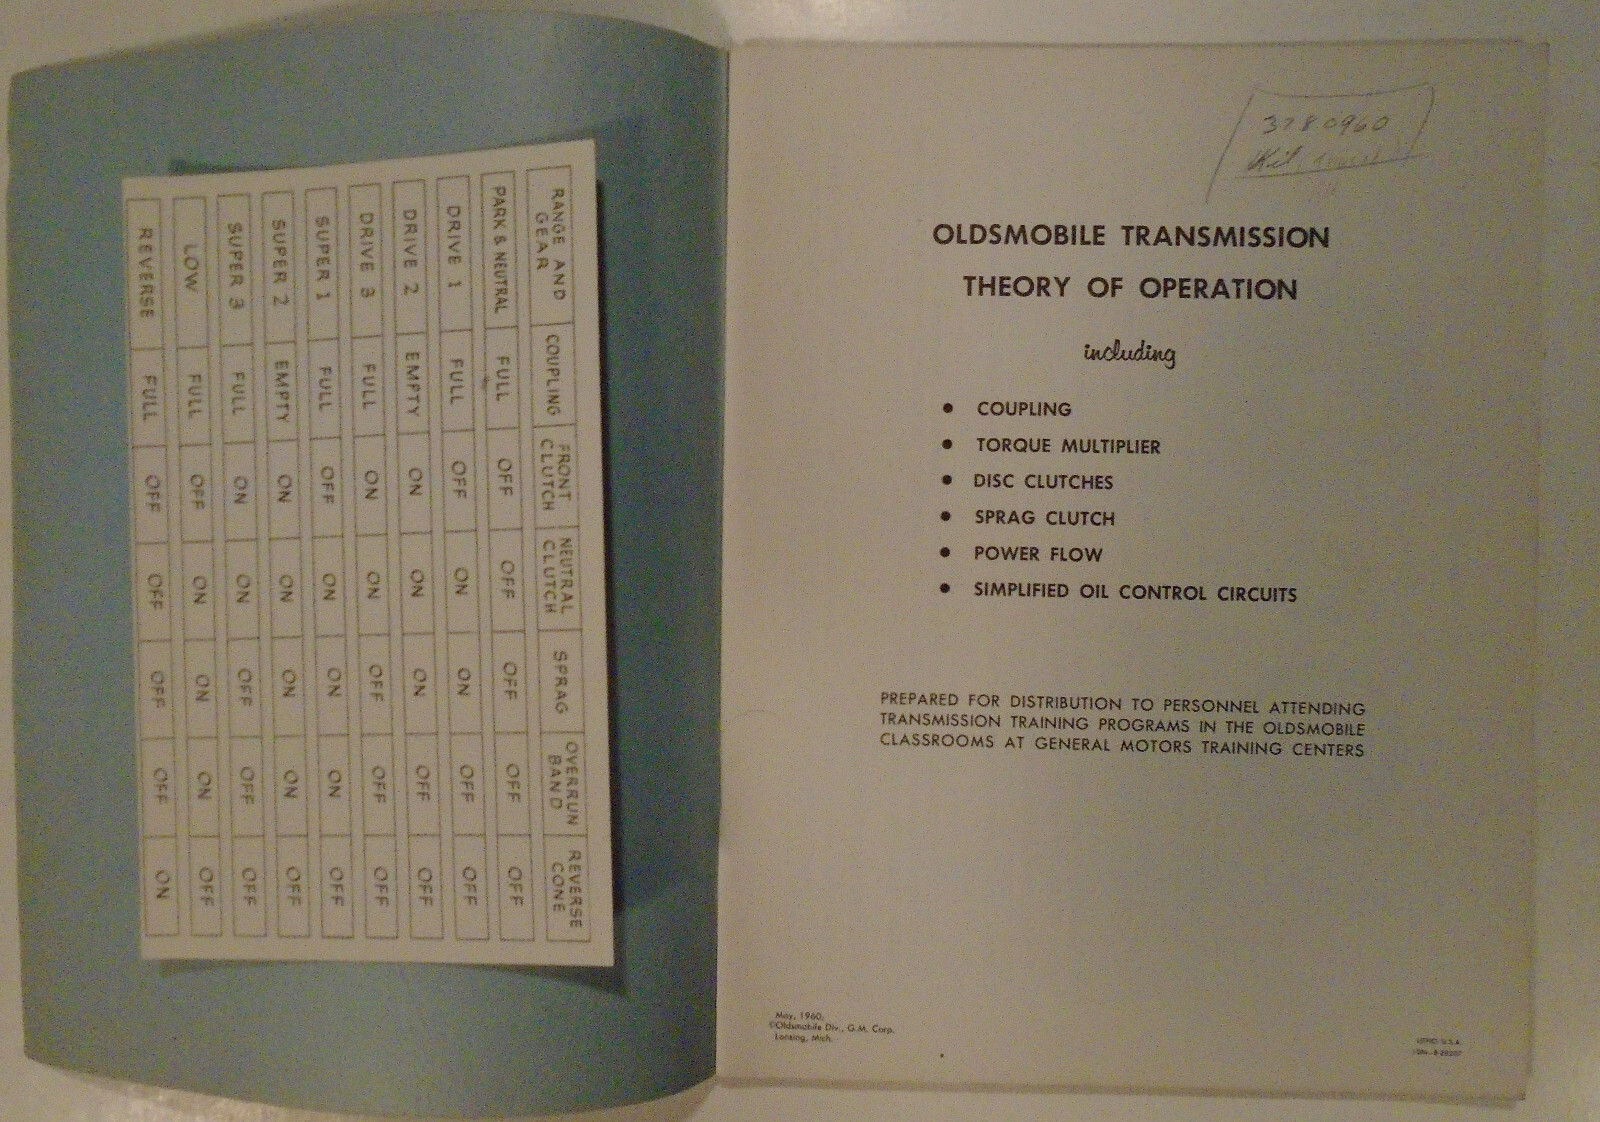 RANGE AND GEAR COUPLING FRONT CLUTCH NEUTRAL CLUTCH SPRAG OVERRUN BAND REVERSE CONE
PARK & NEUTRAL FULL OFF OFF OFF OFF OFF
DRIVE 1 FULL OFF ON ON OFF OFF
DRIVE 2 EMPTY ON ON ON OFF OFF
DRIVE 3 FULL ON ON OFF OFF OFF
SUPER 1 FULL OFF ON ON ON OFF
SUPER 2 EMPTY ON ON ON ON OFF
SUPER 3 FULL ON ON OFF OFF OFF
LOW FULL OFF ON ON ON OFF
REVERSE FULL OFF OFF OFF OFF ON
3780960
Kit
OLDSMOBILE TRANSMISSION
THEORY OF OPERATION
including
• COUPLING
• TORQUE MULTIPLIER
• DISC CLUTCHES
• SPRAG CLUTCH
• POWER FLOW
• SIMPLIFIED OIL CONTROL CIRCUITS
PREPARED FOR DISTRIBUTION TO PERSONNEL ATTENDING
TRANSMISSION TRAINING PROGRAMS IN THE OLDSMOBILE
CLASSROOMS AT GENERAL MOTORS TRAINING CENTERS
May, 1960,
©Oldsmobile Div., G.M. Corp.
Lansing, Mich.
U.S.A.